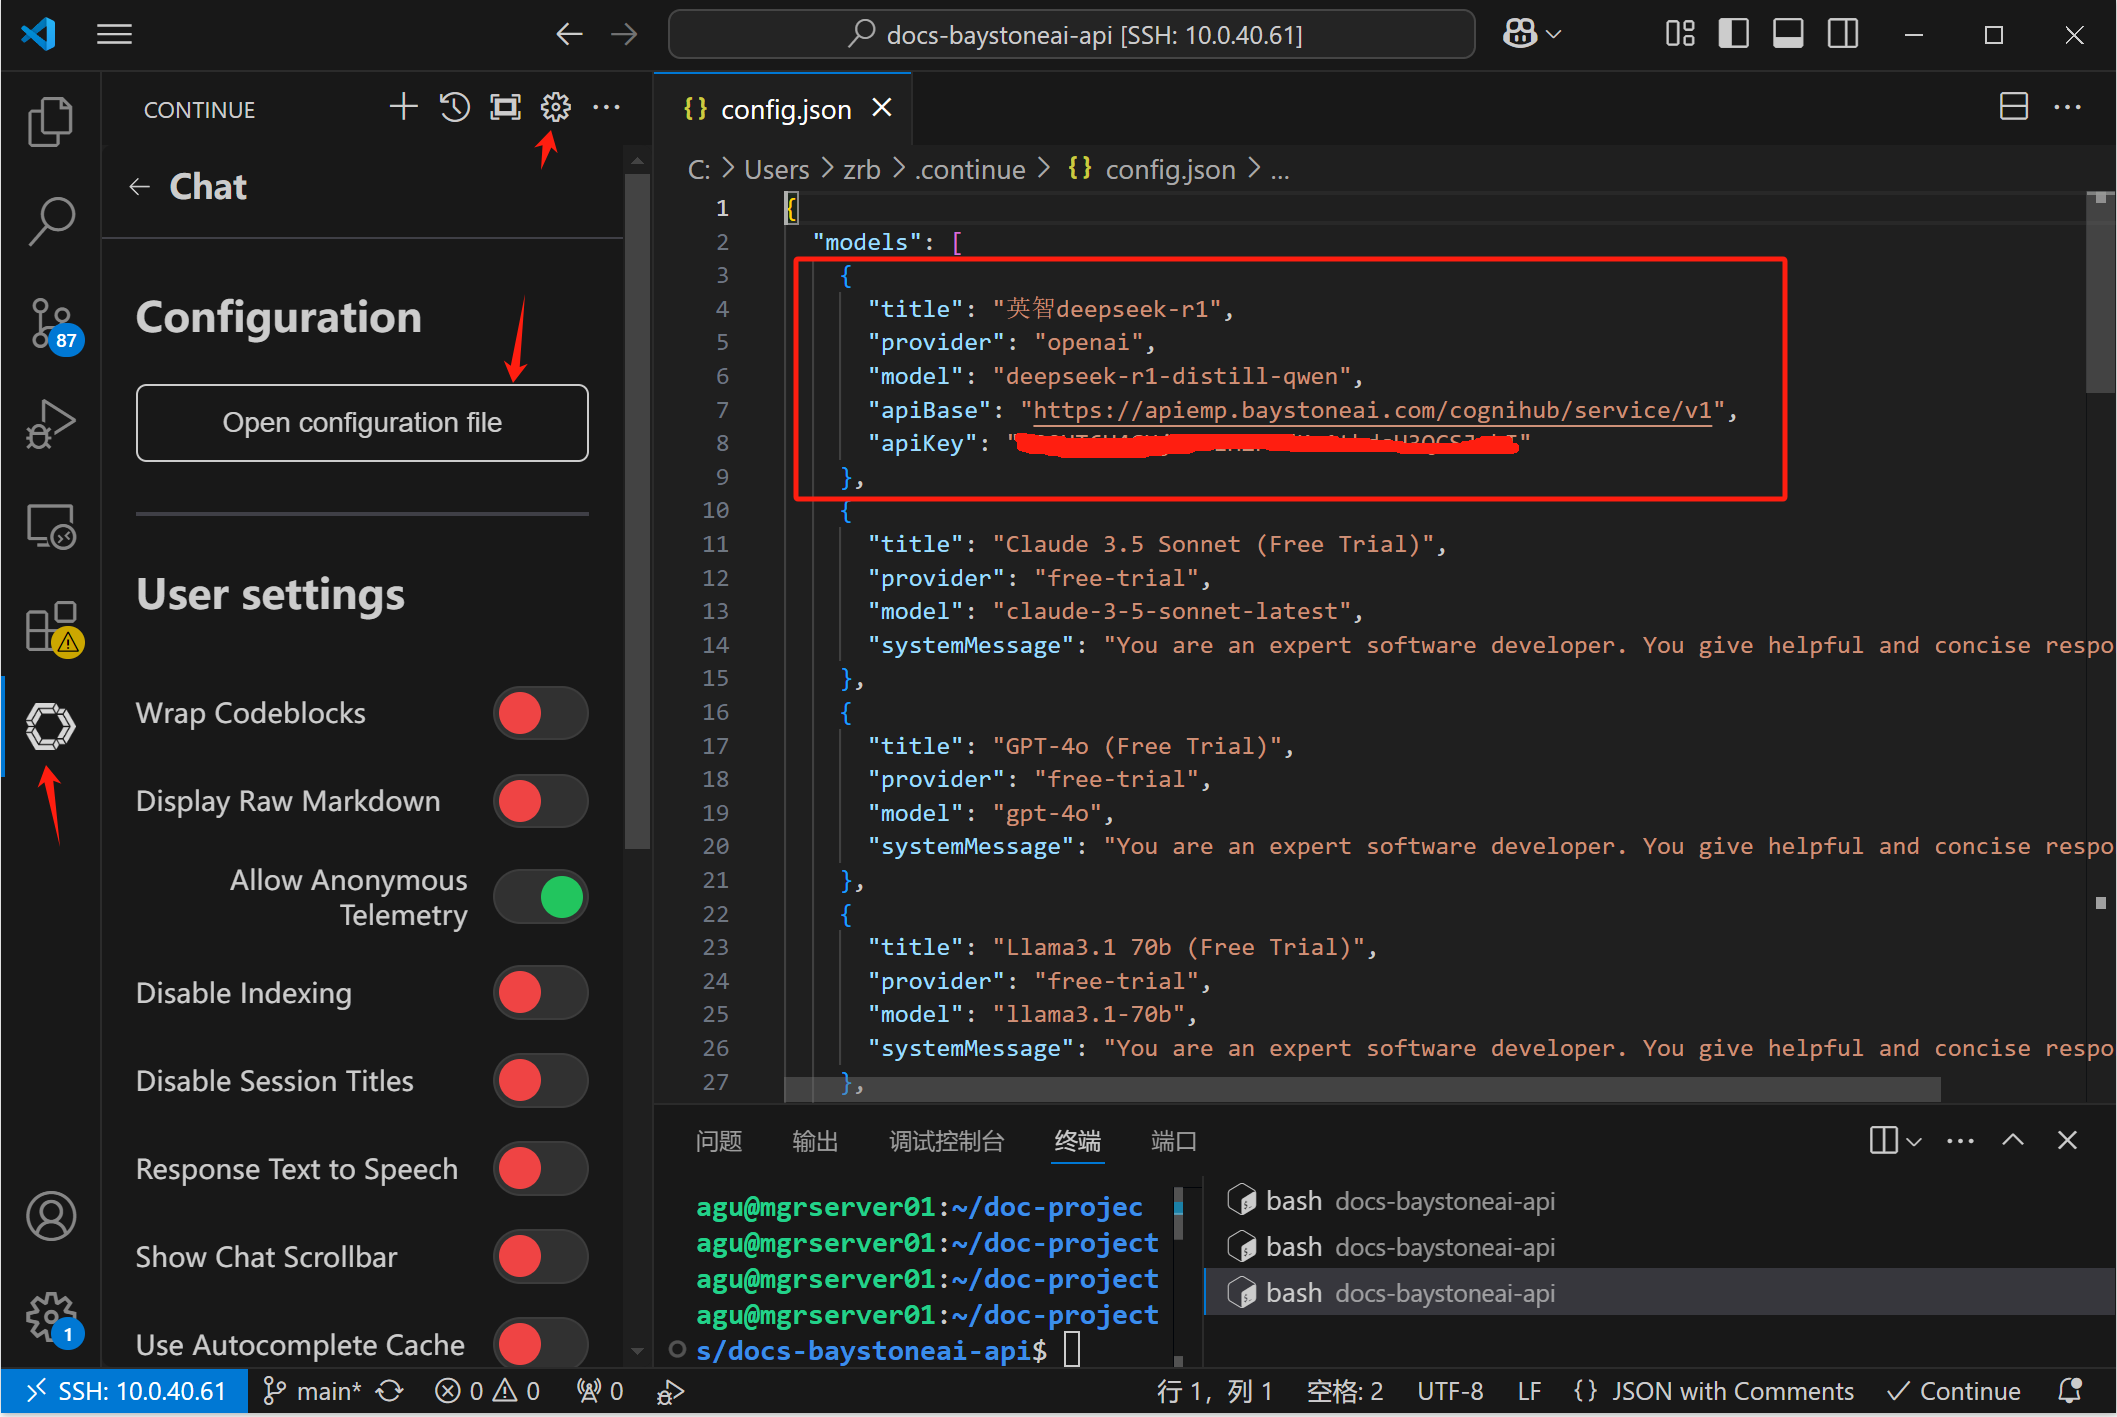 docs-baystoneai-api [SSH: 10.0.40.61]
CONTINUE
Chat
Configuration
Open configuration file
User settings
Wrap Codeblocks
Display Raw Markdown
Allow Anonymous
Telemetry
Disable Indexing
Disable Session Titles
Response Text to Speech
Show Chat Scrollbar
Use Autocomplete Cache
87
1
{} config.json
C: > Users > zrb > .continue > {} config.json > ...
1 {
2 "models": [
3 {
4 "title": "英智deepseek-r1",
5 "provider": "openai",
6 "model": "deepseek-r1-distill-qwen",
7 "apiBase": "https://apiemp.baystoneai.com/cognihub/service/v1",
8 "apiKey": "
9 },
10 {
11 "title": "Claude 3.5 Sonnet (Free Trial)",
12 "provider": "free-trial",
13 "model": "claude-3-5-sonnet-latest",
14 "systemMessage": "You are an expert software developer. You give helpful and concise respo
15 },
16 {
17 "title": "GPT-4o (Free Trial)",
18 "provider": "free-trial",
19 "model": "gpt-4o",
20 "systemMessage": "You are an expert software developer. You give helpful and concise respo
21 },
22 {
23 "title": "Llama3.1 70b (Free Trial)",
24 "provider": "free-trial",
25 "model": "llama3.1-70b",
26 "systemMessage": "You are an expert software developer. You give helpful and concise respo
27 },
问题 输出 调试控制台 终端 端口
agu@mgrserver01:~/doc-projec
agu@mgrserver01:~/doc-project
agu@mgrserver01:~/doc-project
agu@mgrserver01:~/doc-project
s/docs-baystoneai-api$
bash docs-baystoneai-api
bash docs-baystoneai-api
bash docs-baystoneai-api
SSH: 10.0.40.61 main* 0 0 0 行 1，列 1 空格: 2 UTF-8 LF {} JSON with Comments Continue